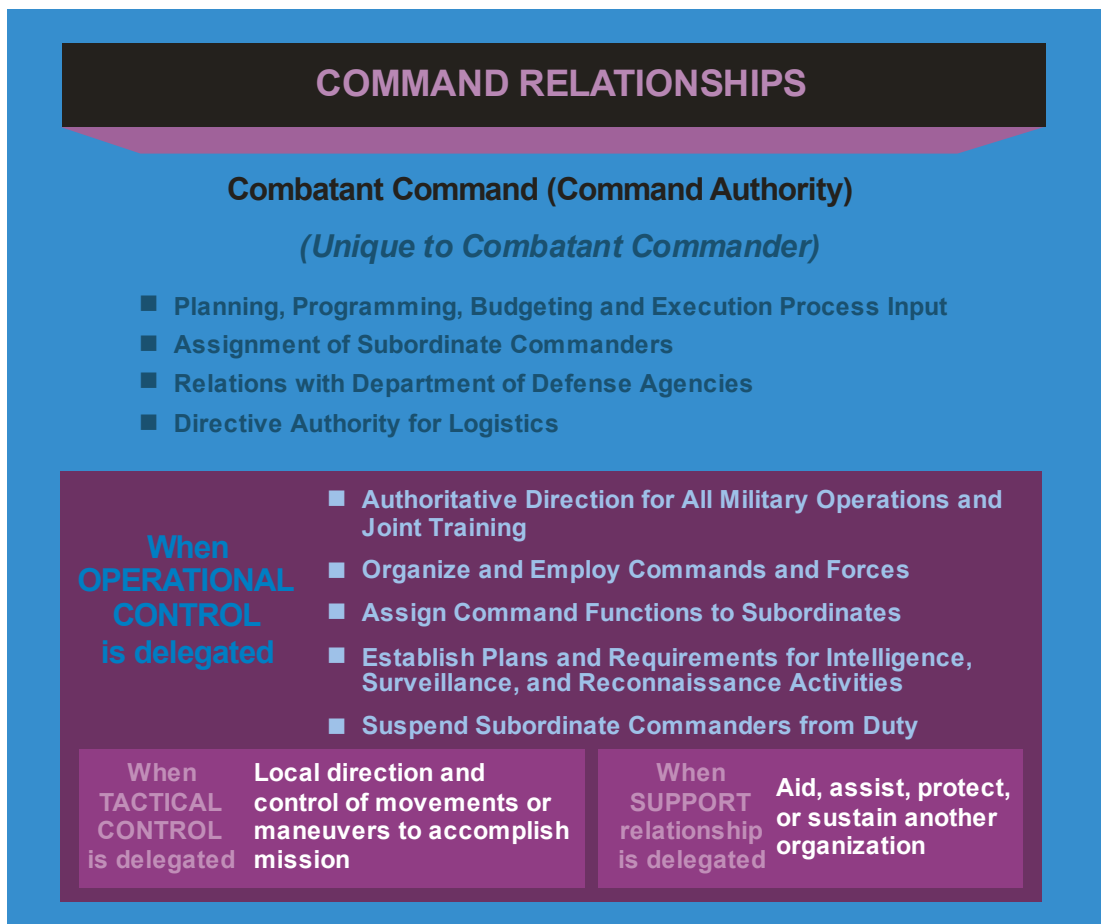 COMMAND RELATIONSHIPS
Combatant Command (Command Authority)
(Unique to Combatant Commander)
■ Planning, Programming, Budgeting and Execution Process Input
■ Assignment of Subordinate Commanders
■ Relations with Department of Defense Agencies
■ Directive Authority for Logistics
When
OPERATIONAL
CONTROL
is delegated
■ Authoritative Direction for All Military Operations and
Joint Training
■ Organize and Employ Commands and Forces
■ Assign Command Functions to Subordinates
■ Establish Plans and Requirements for Intelligence,
Surveillance, and Reconnaissance Activities
■ Suspend Subordinate Commanders from Duty
When
TACTICAL
CONTROL
is delegated
Local direction and
control of movements or
maneuvers to accomplish
mission
When
SUPPORT
relationship
is delegated
Aid, assist, protect,
or sustain another
organization